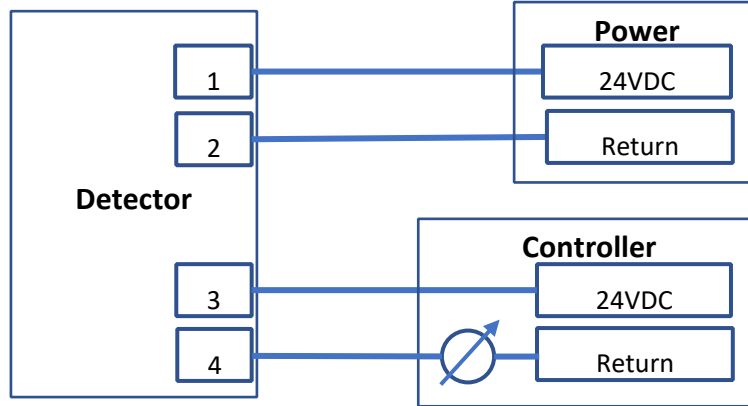 Power
1
24VDC
2
Return
Detector
Controller
3
24VDC
4
Return